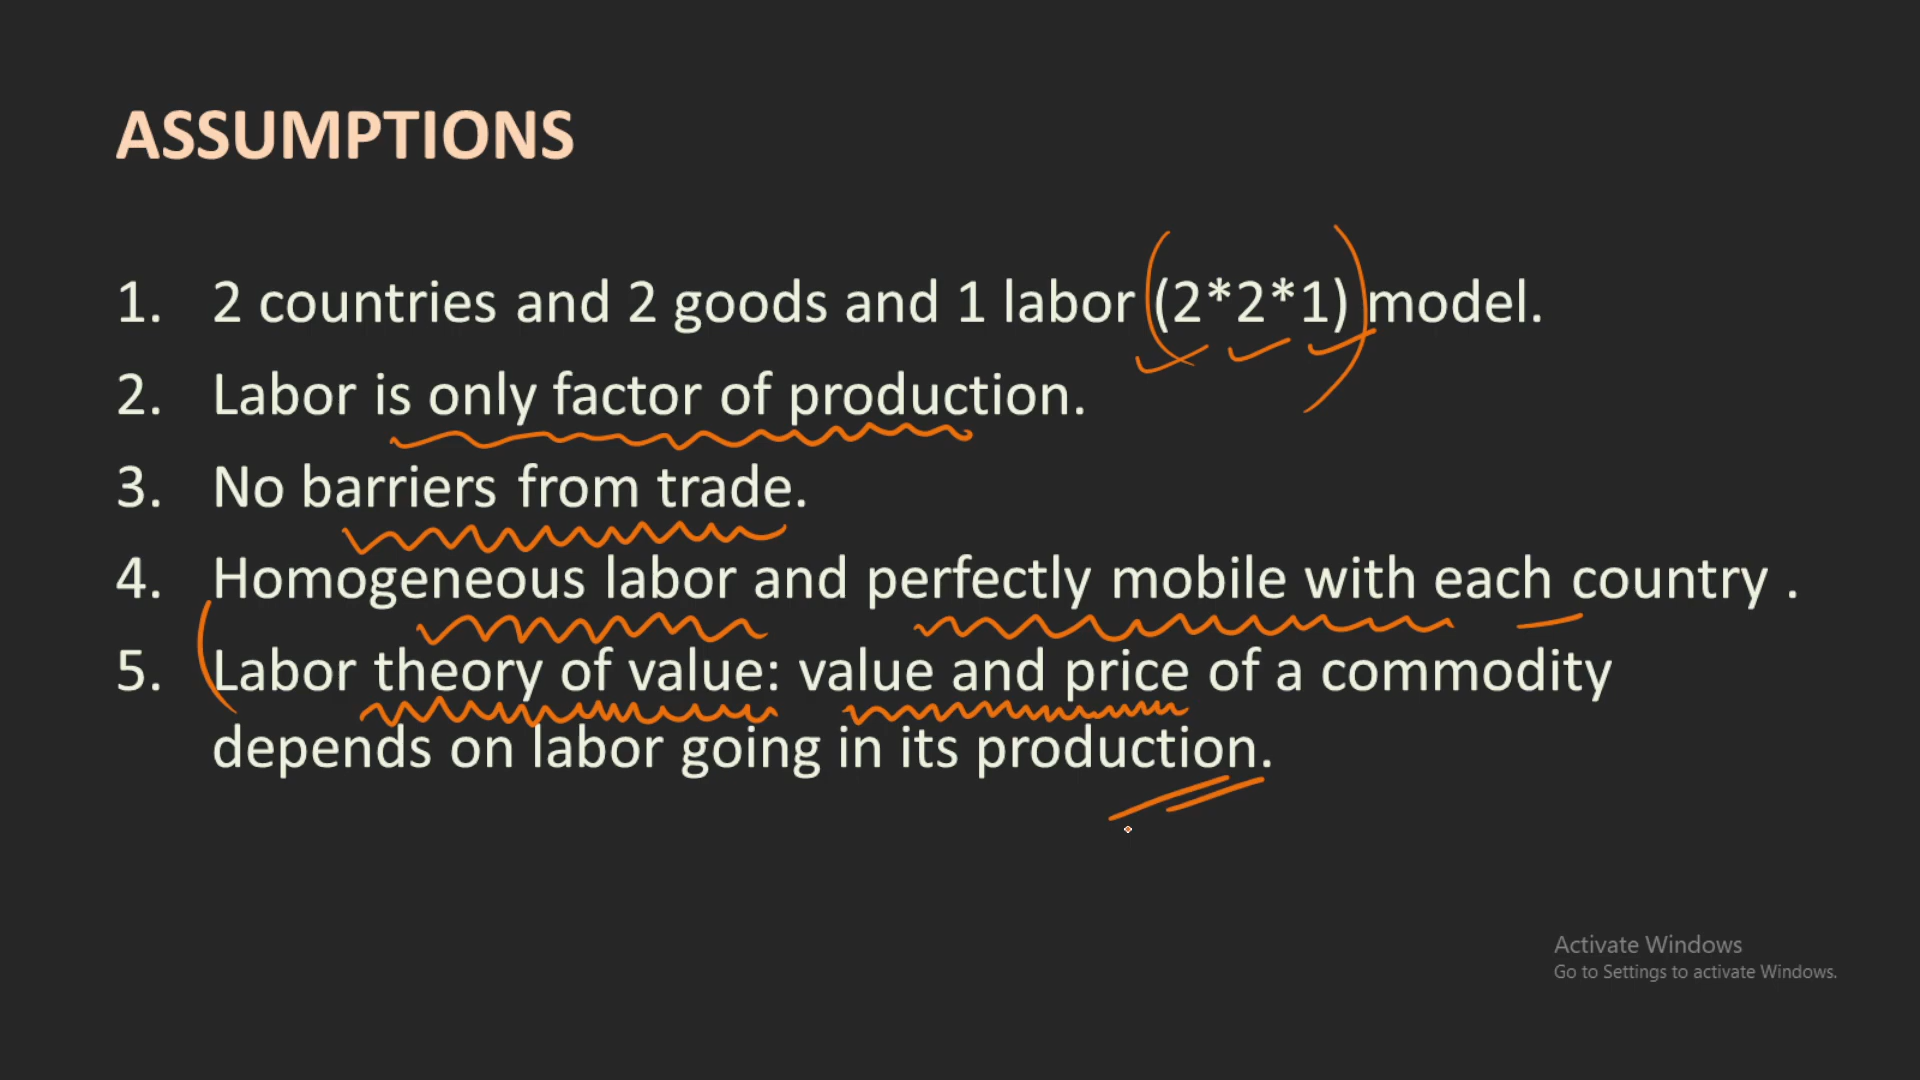 ASSUMPTIONS
1. 2 countries and 2 goods and 1 labor (2*2*1) model.
2. Labor is only factor of production.
3. No barriers from trade.
4. Homogeneous labor and perfectly mobile with each country .
5. Labor theory of value: value and price of a commodity
depends on labor going in its production.
Activate Windows
Go to Settings to activate Windows.